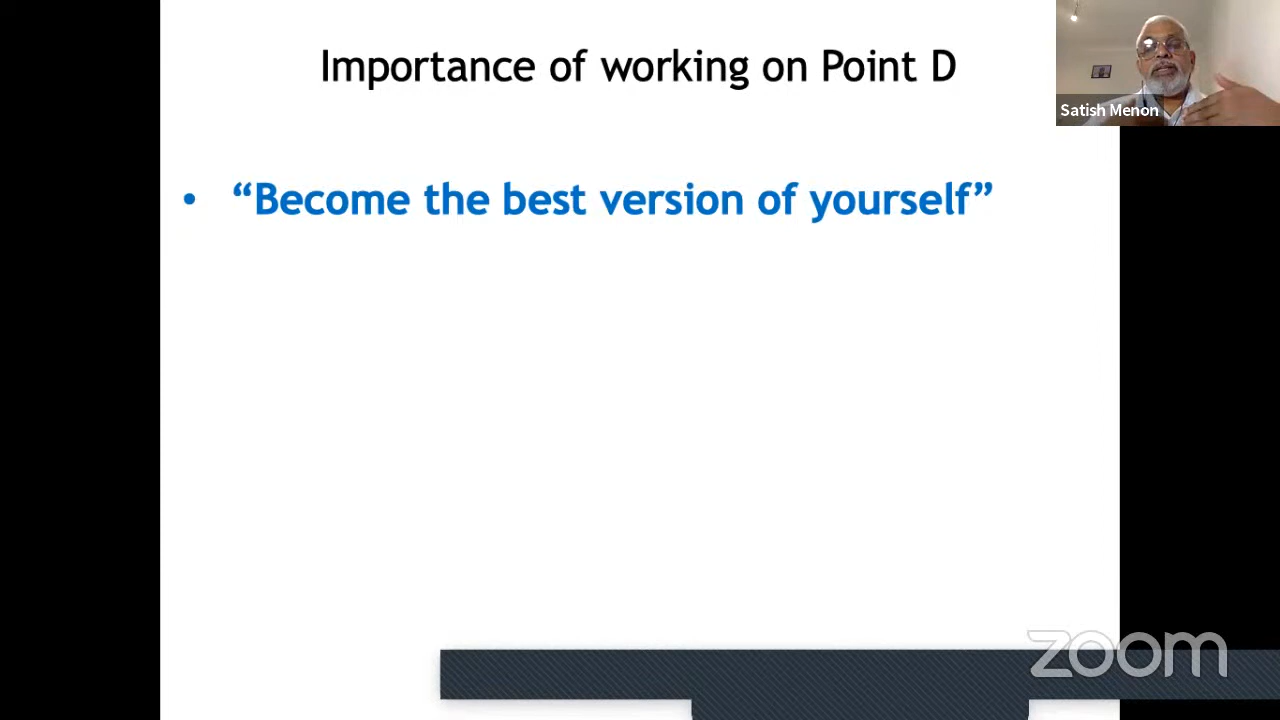 Importance of working on Point D
Satish Menon
• “Become the best version of yourself”
zoom